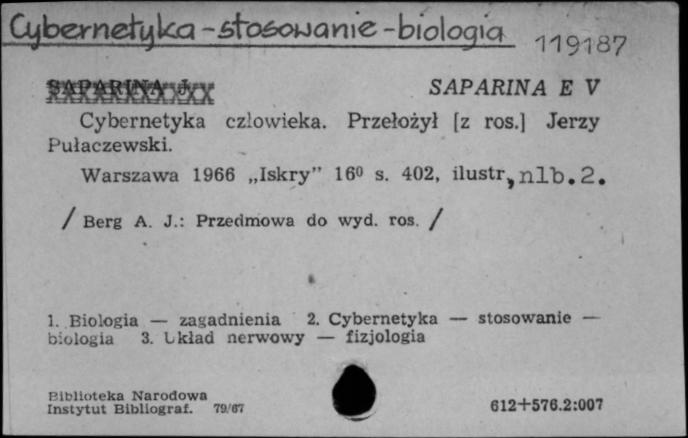 Cybernetyka-stosowanie-biologia
119187
SAPARINA J.
SAPARINA E V
Cybernetyka czlowieka. Przełożył [z ros.] Jerzy
Pułaczewski.
Warszawa 1966 „Iskry” 16⁰ s. 402, ilustr, nlb.2.
/ Berg A. J.: Przedmowa do wyd. ros. /
1. Biologia — zagadnienia 2. Cybernetyka — stosowanie —
biologia 3. Układ nerwowy — fizjologia
Biblioteka Narodowa
Instytut Bibliograf. 79/67
612+576.2:007